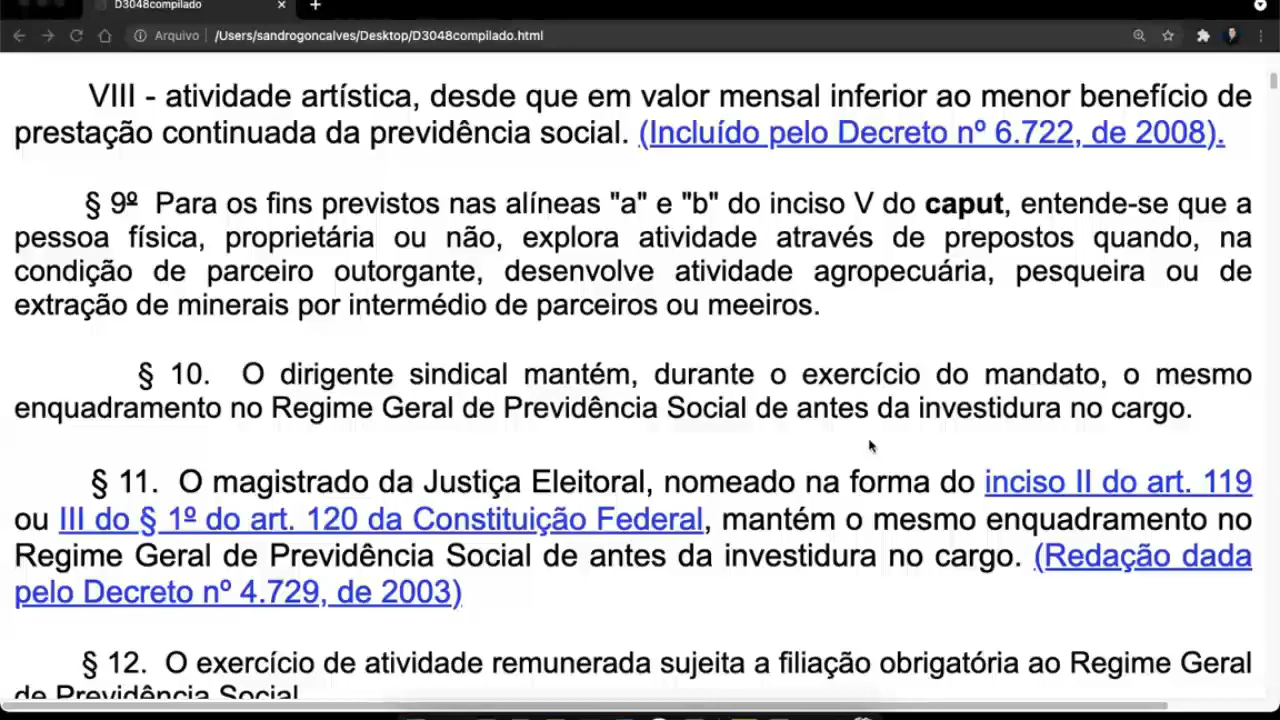 D3048compilado
Arquivo | /Users/sandrogoncalves/Desktop/D3048compilado.html
VIII - atividade artística, desde que em valor mensal inferior ao menor benefício de
prestação continuada da previdência social. (Incluído pelo Decreto nº 6.722, de 2008).
§ 9º Para os fins previstos nas alíneas "a" e "b" do inciso V do caput, entende-se que a
pessoa física, proprietária ou não, explora atividade através de prepostos quando, na
condição de parceiro outorgante, desenvolve atividade agropecuária, pesqueira ou de
extração de minerais por intermédio de parceiros ou meeiros.
§ 10. O dirigente sindical mantém, durante o exercício do mandato, o mesmo
enquadramento no Regime Geral de Previdência Social de antes da investidura no cargo.
§ 11. O magistrado da Justiça Eleitoral, nomeado na forma do inciso II do art. 119
ou III do § 1º do art. 120 da Constituição Federal, mantém o mesmo enquadramento no
Regime Geral de Previdência Social de antes da investidura no cargo. (Redação dada
pelo Decreto nº 4.729, de 2003)
§ 12. O exercício de atividade remunerada sujeita a filiação obrigatória ao Regime Geral
de Previdência Social.